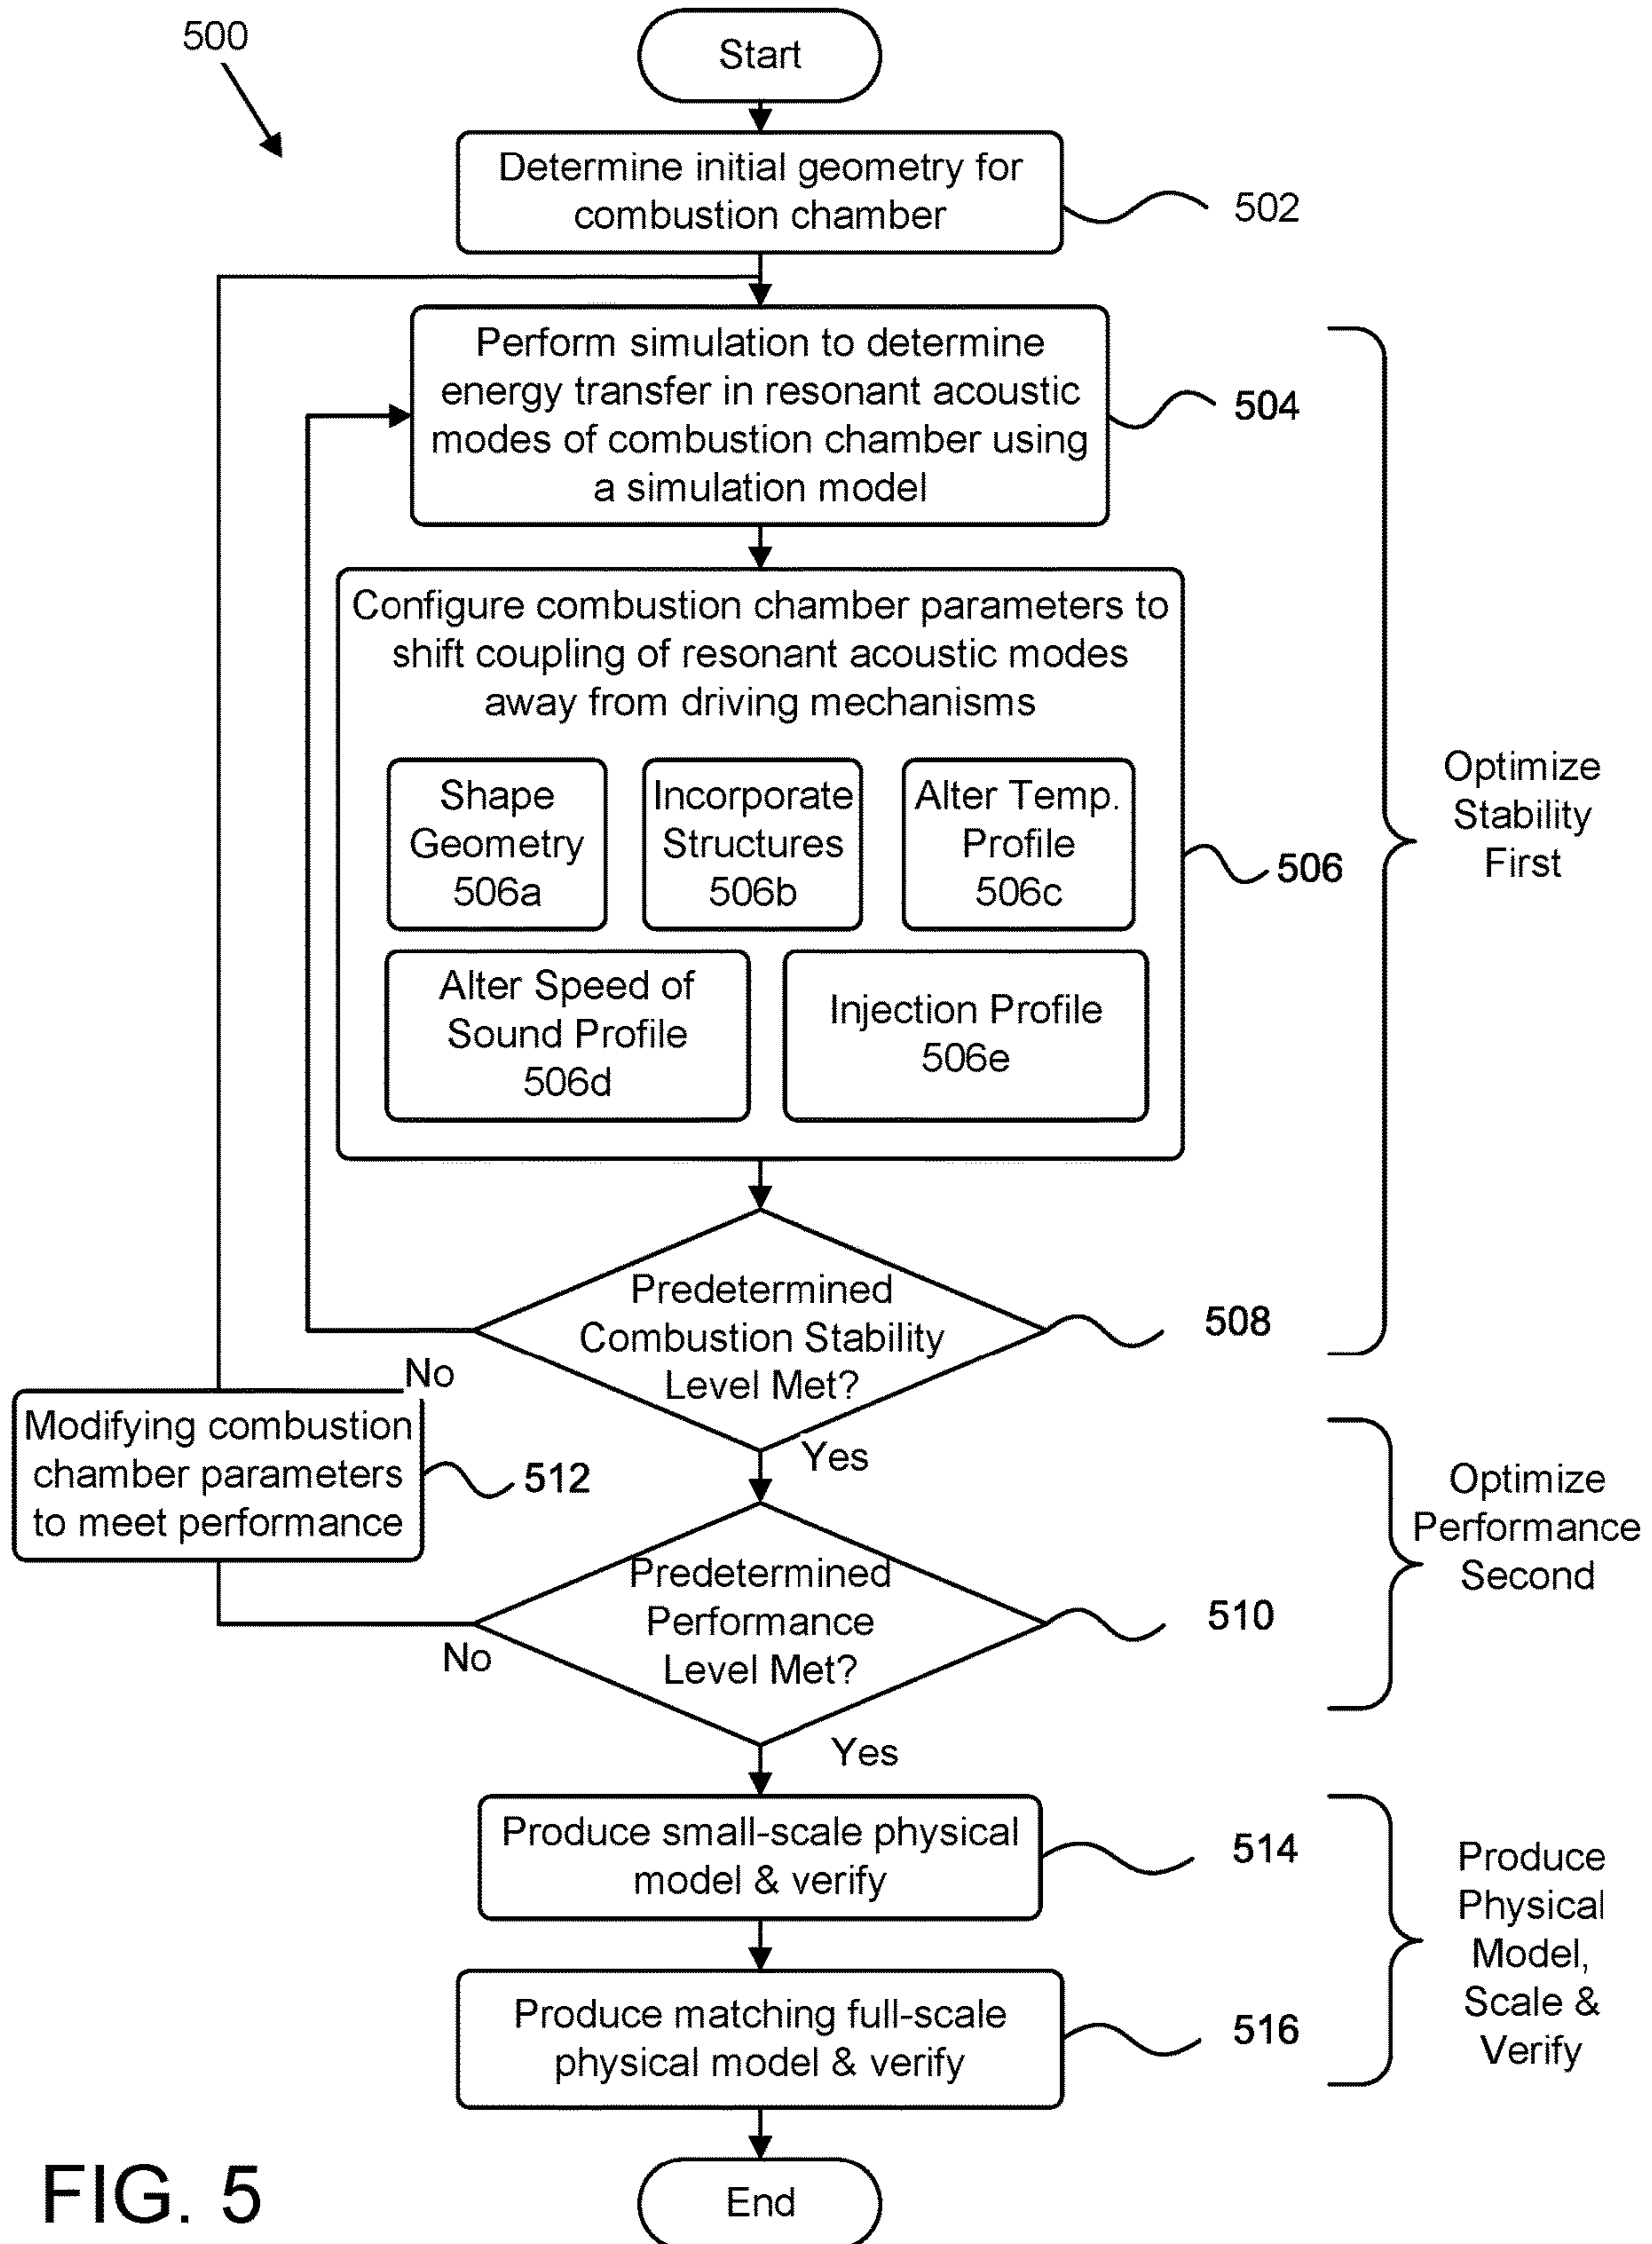 500
Start
Determine initial geometry for
combustion chamber
502
Perform simulation to determine
energy transfer in resonant acoustic
modes of combustion chamber using
a simulation model
504
Configure combustion chamber parameters to
shift coupling of resonant acoustic modes
away from driving mechanisms
Shape
Geometry
506a
Incorporate
Structures
506b
Alter Temp.
Profile
506c
506
Alter Speed of
Sound Profile
506d
Injection Profile
506e
Optimize
Stability
First
Predetermined
Combustion Stability
Level Met?
508
No
Yes
Modifying combustion
chamber parameters
to meet performance
512
Predetermined
Performance
Level Met?
510
No
Yes
Optimize
Performance
Second
Produce small-scale physical
model & verify
514
Produce matching full-scale
physical model & verify
516
Produce
Physical
Model,
Scale &
Verify
End
FIG. 5